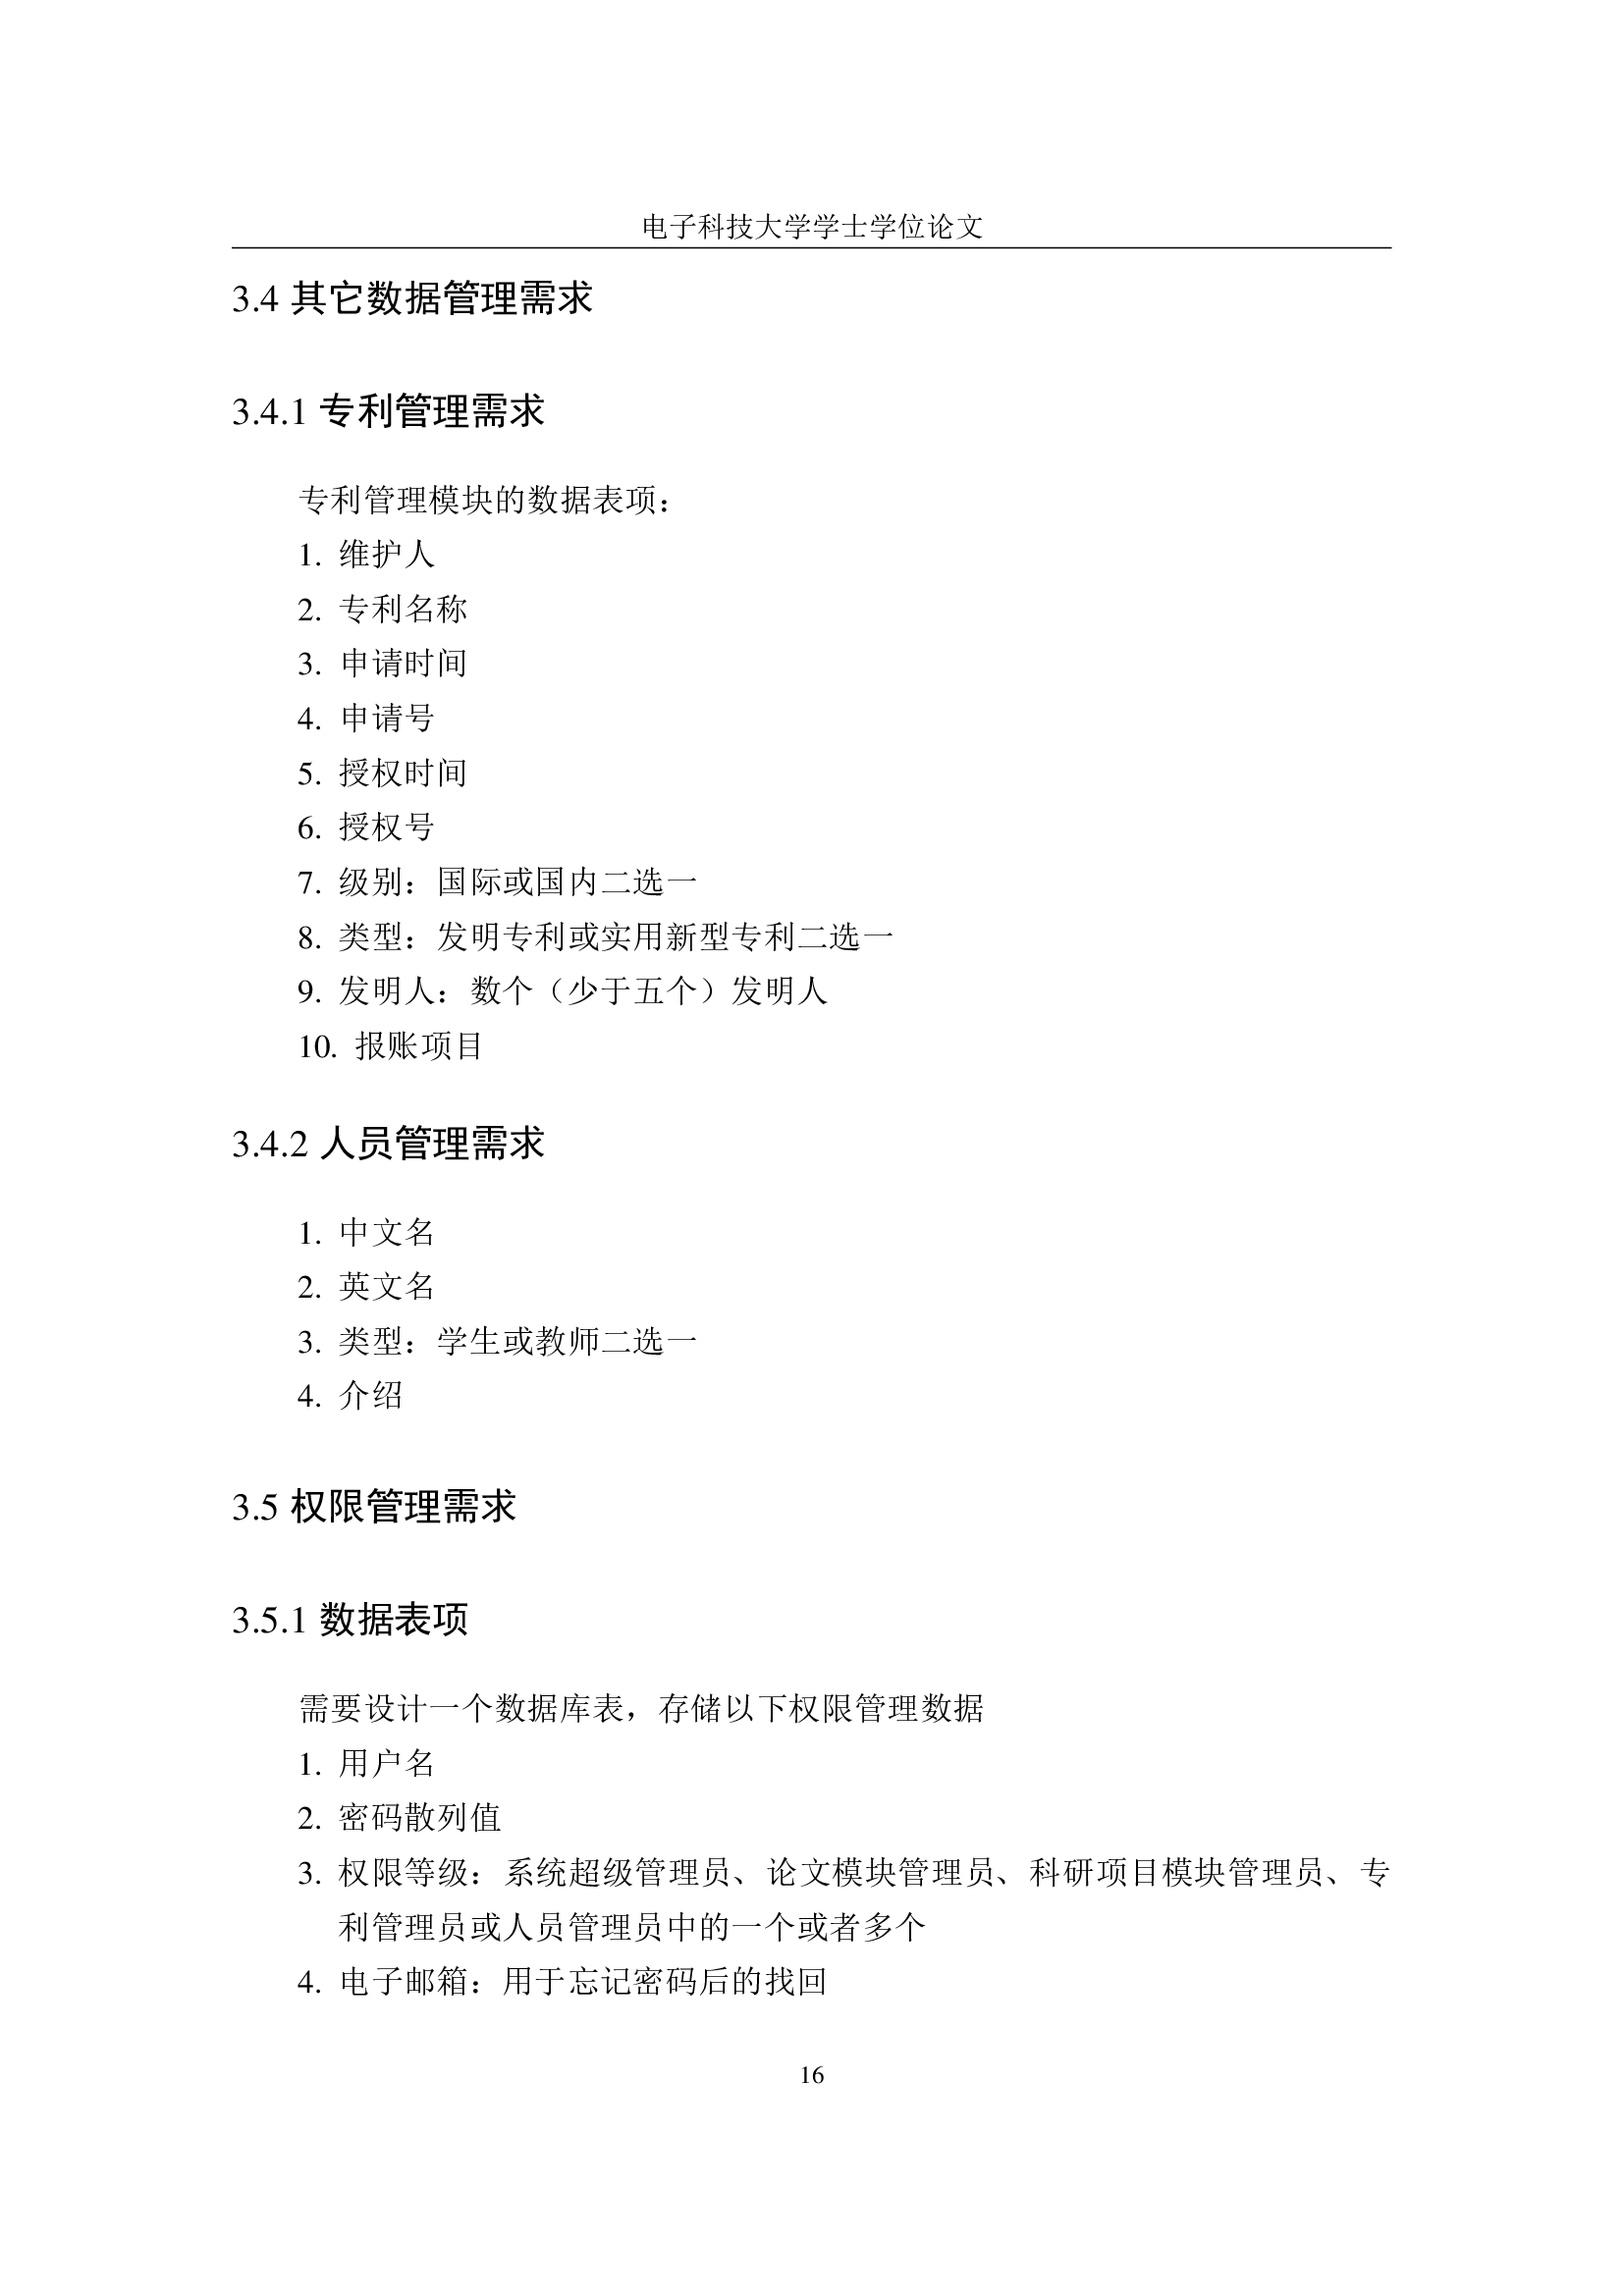 电子科技大学学士学位论文
3.4 其它数据管理需求
3.4.1 专利管理需求
专利管理模块的数据表项：
1. 维护人
2. 专利名称
3. 申请时间
4. 申请号
5. 授权时间
6. 授权号
7. 级别：国际或国内二选一
8. 类型：发明专利或实用新型专利二选一
9. 发明人：数个（少于五个）发明人
10. 报账项目
3.4.2 人员管理需求
1. 中文名
2. 英文名
3. 类型：学生或教师二选一
4. 介绍
3.5 权限管理需求
3.5.1 数据表项
需要设计一个数据库表，存储以下权限管理数据
1. 用户名
2. 密码散列值
3. 权限等级：系统超级管理员、论文模块管理员、科研项目模块管理员、专
利管理员或人员管理员中的一个或者多个
4. 电子邮箱：用于忘记密码后的找回
16